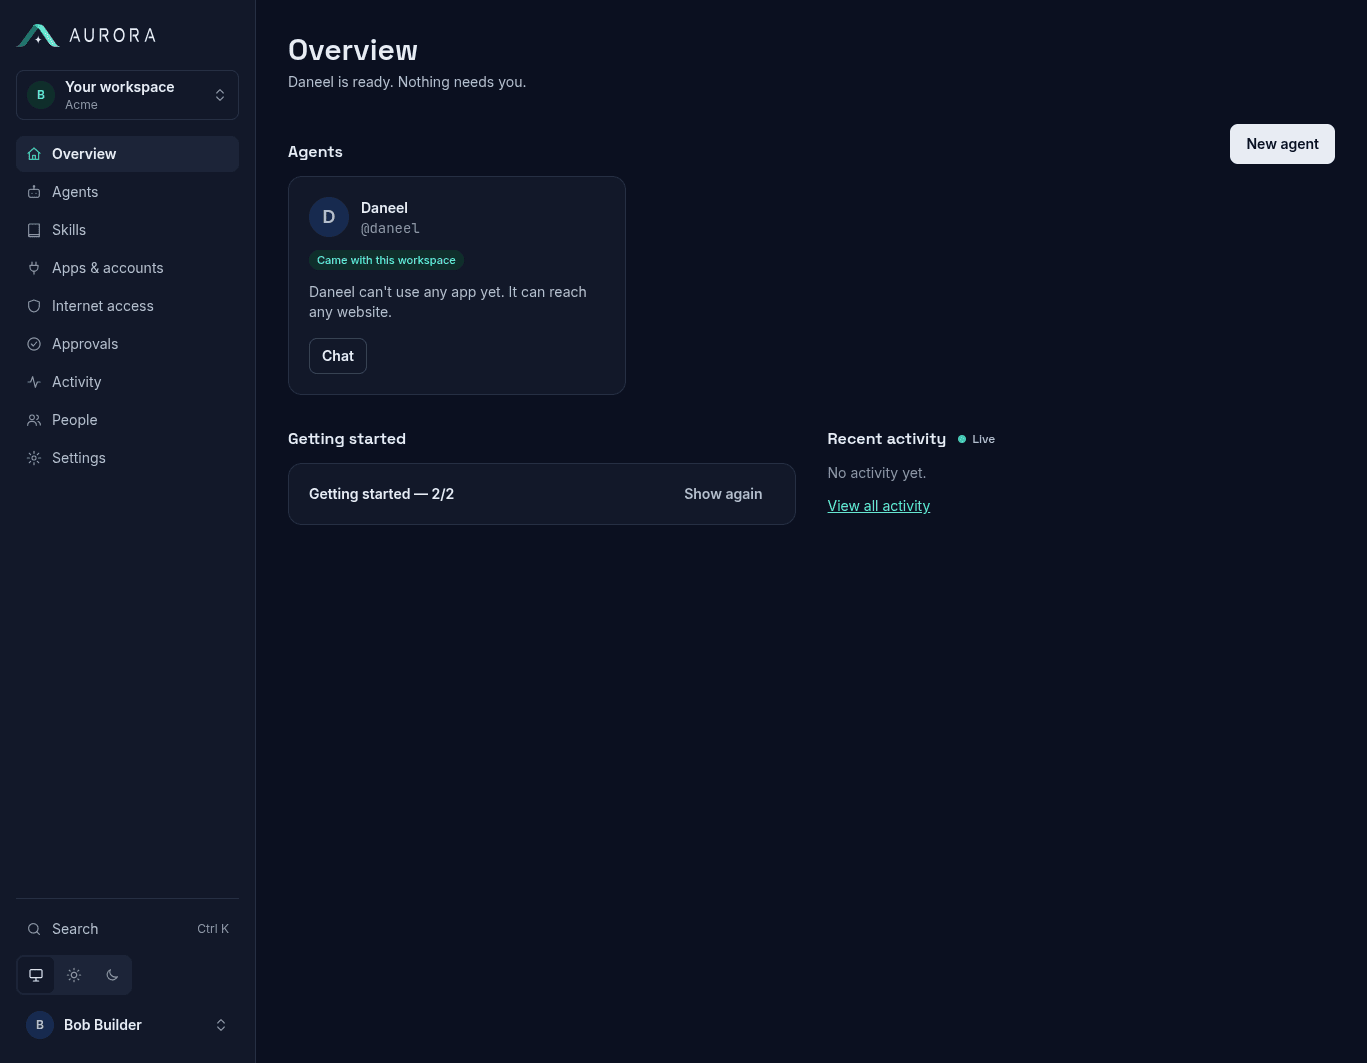 AURORA
B
Your workspace
Acme
Overview
Agents
Skills
Apps & accounts
Internet access
Approvals
Activity
People
Settings
Search
Ctrl K
B
Bob Builder
Overview
Daneel is ready. Nothing needs you.
Agents
New agent
D
Daneel
@daneel
Came with this workspace
Daneel can't use any app yet. It can reach
any website.
Chat
Getting started
Getting started — 2/2
Show again
Recent activity
Live
No activity yet.
View all activity